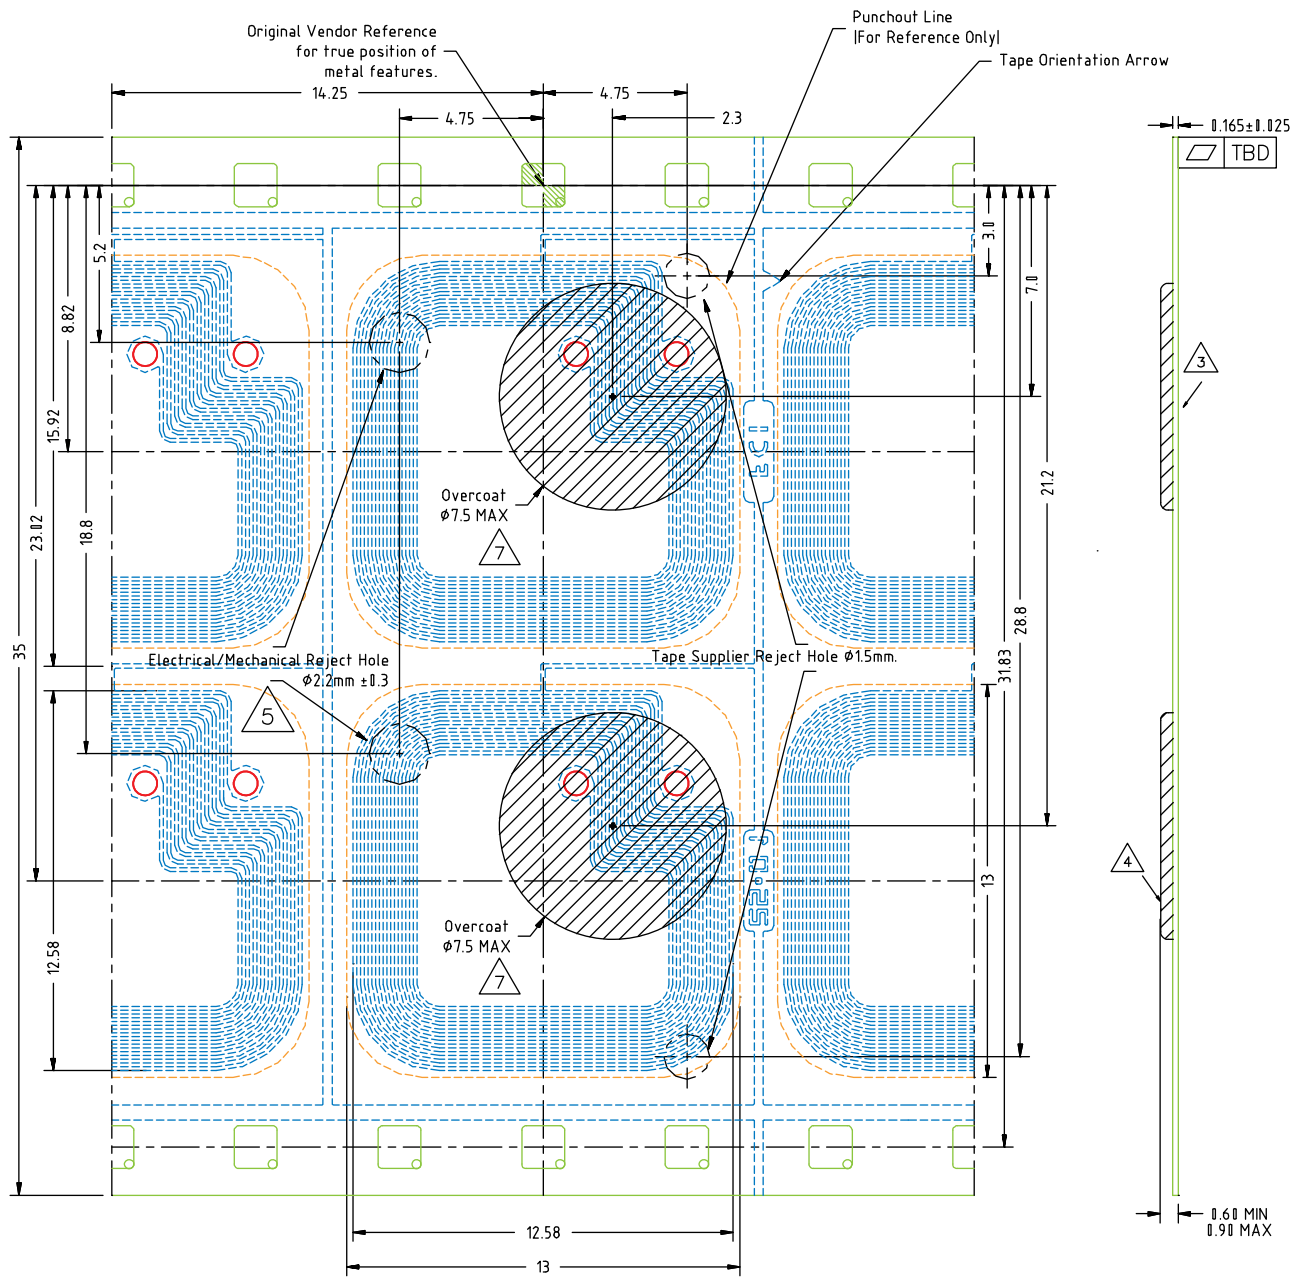 Original Vendor Reference
for true position of
metal features.
Punchout Line
|For Reference Only|
Tape Orientation Arrow
14.25
4.75
4.75
2.3
0.165±0.025
TBD
5.2
3.0
7.0
8.82
3
15.92
ECI
21.2
Overcoat
Ø7.5 MAX
7
23.02
18.8
28.8
35
31.83
Electrical/Mechanical Reject Hole
Ø2.2mm ±0.3
Tape Supplier Reject Hole Ø1.5mm.
5
4
13
12.58
Overcoat
Ø7.5 MAX
7
0.60 MIN
0.90 MAX
12.58
13